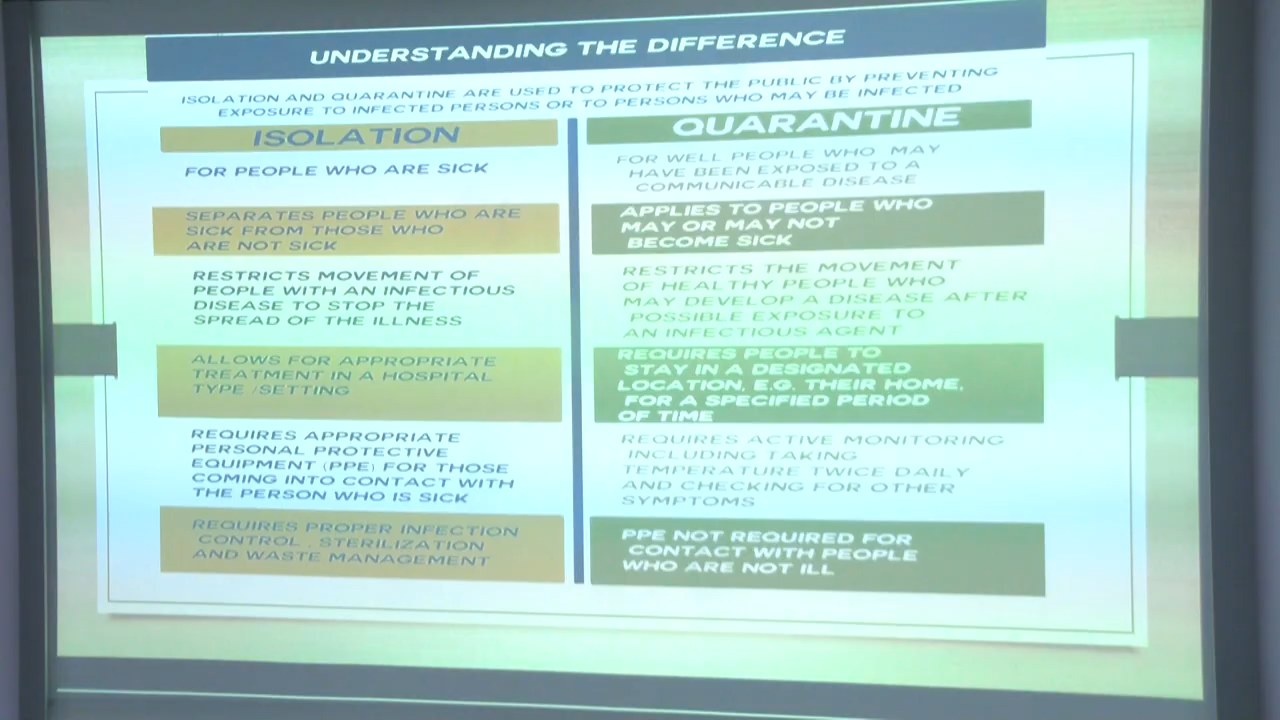 UNDERSTANDING THE DIFFERENCE
ISOLATION AND QUARANTINE ARE USED TO PROTECT THE PUBLIC BY PREVENTING
EXPOSURE TO INFECTED PERSONS OR TO PERSONS WHO MAY BE INFECTED
ISOLATION
FOR PEOPLE WHO ARE SICK
SEPARATES PEOPLE WHO ARE
SICK FROM THOSE WHO
ARE NOT SICK
RESTRICTS MOVEMENT OF
PEOPLE WITH AN INFECTIOUS
DISEASE TO STOP THE
SPREAD OF THE ILLNESS
ALLOWS FOR APPROPRIATE
TREATMENT IN A HOSPITAL
TYPE /SETTING
REQUIRES APPROPRIATE
PERSONAL PROTECTIVE
EQUIPMENT (PPE) FOR THOSE
COMING INTO CONTACT WITH
THE PERSON WHO IS SICK
REQUIRES PROPER INFECTION
CONTROL , STERILIZATION
AND WASTE MANAGEMENT
QUARANTINE
FOR WELL PEOPLE WHO MAY
HAVE BEEN EXPOSED TO A
COMMUNICABLE DISEASE
APPLIES TO PEOPLE WHO
MAY OR MAY NOT
BECOME SICK
RESTRICTS THE MOVEMENT
OF HEALTHY PEOPLE WHO
MAY DEVELOP A DISEASE AFTER
POSSIBLE EXPOSURE TO
AN INFECTIOUS AGENT
REQUIRES PEOPLE TO
STAY IN A DESIGNATED
LOCATION, E.G. THEIR HOME,
FOR A SPECIFIED PERIOD
OF TIME
REQUIRES ACTIVE MONITORING
INCLUDING TAKING
TEMPERATURE TWICE DAILY
AND CHECKING FOR OTHER
SYMPTOMS
PPE NOT REQUIRED FOR
CONTACT WITH PEOPLE
WHO ARE NOT ILL